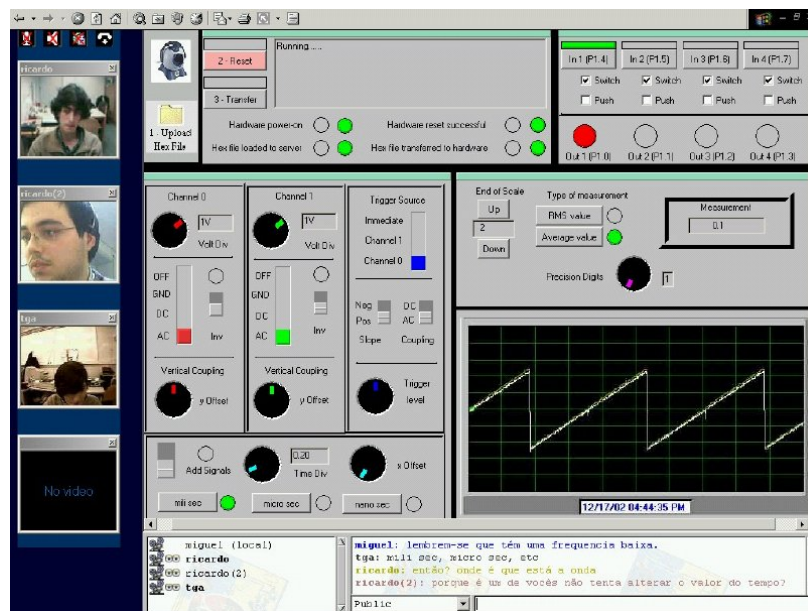 ricardo
ricardo(2)
tga
No video
1 - Upload
Hex File
2 - Reset
3 - Transfer
Running.....
Hardware power-on
Hardware reset successful
Hex file loaded to server
Hex file transferred to hardware
In 1 (P1.4)
In 2 (P1.5)
In 3 (P1.6)
In 4 (P1.7)
Switch
Switch
Switch
Switch
Push
Push
Push
Push
Out 1 (P1.0)
Out 2 (P1.1)
Out 3 (P1.2)
Out 4 (P1.3)
Channel 0
1V
Volt Div
OFF
GND
DC
AC
Inv
Vertical Coupling
y Offset
Channel 1
1V
Volt Div
OFF
GND
DC
AC
Inv
Vertical Coupling
y Offset
Trigger Source
Immediate
Channel 1
Channel 0
Neg
Pos
Slope
DC
AC
Coupling
Trigger
level
Add Signals
0.20
Time Div
x Offset
mili sec
micro sec
nano sec
End of Scale
Up
2
Down
Type of measurement
RMS value
Average value
Precision Digits
1
Measurement
0.1
12/17/02 04:44:35 PM
miguel (local)
ricardo
ricardo(2)
tga
miguel: lembrem-se que têm uma frequencia baixa.
tga: mili sec, micro sec, etc
ricardo: então? onde é que está a onda
ricardo(2): porque é um de vocês não tenta alterar o valor do tempo?
Public